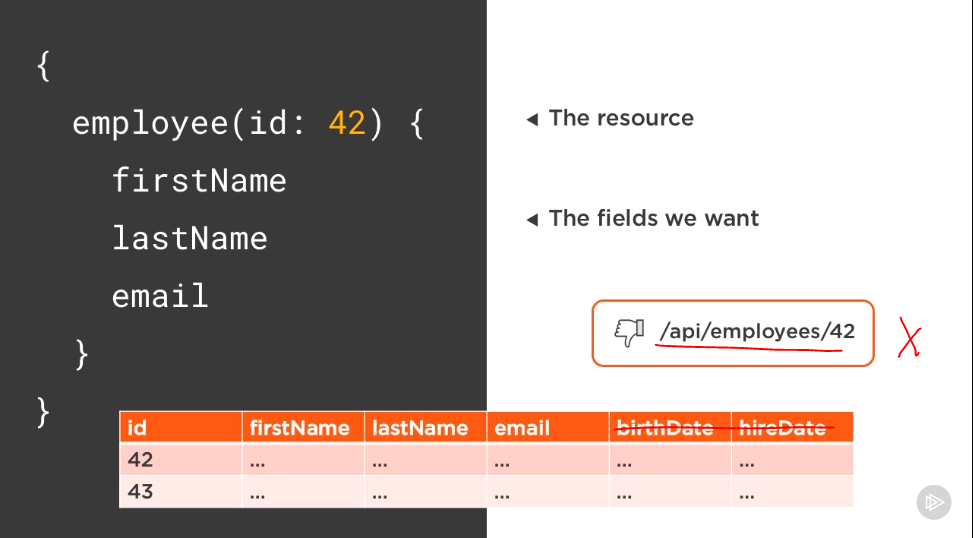 {
employee(id: 42) {
firstName
lastName
email
}
}
The resource
The fields we want
/api/employees/42
X
id firstName lastName email birthDate hireDate
42 ... ... ... ... ...
43 ... ... ... ... ...